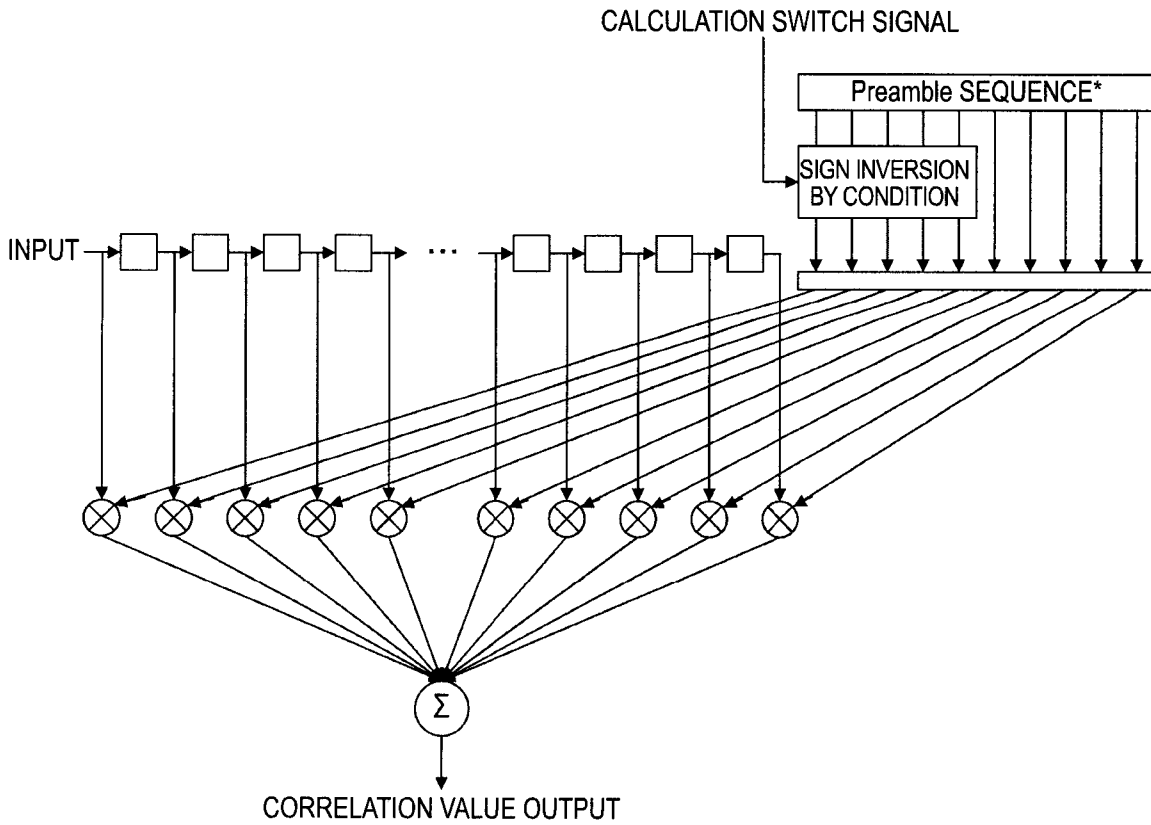 CALCULATION SWITCH SIGNAL
Preamble SEQUENCE*
SIGN INVERSION
BY CONDITION
INPUT
...
Σ
CORRELATION VALUE OUTPUT